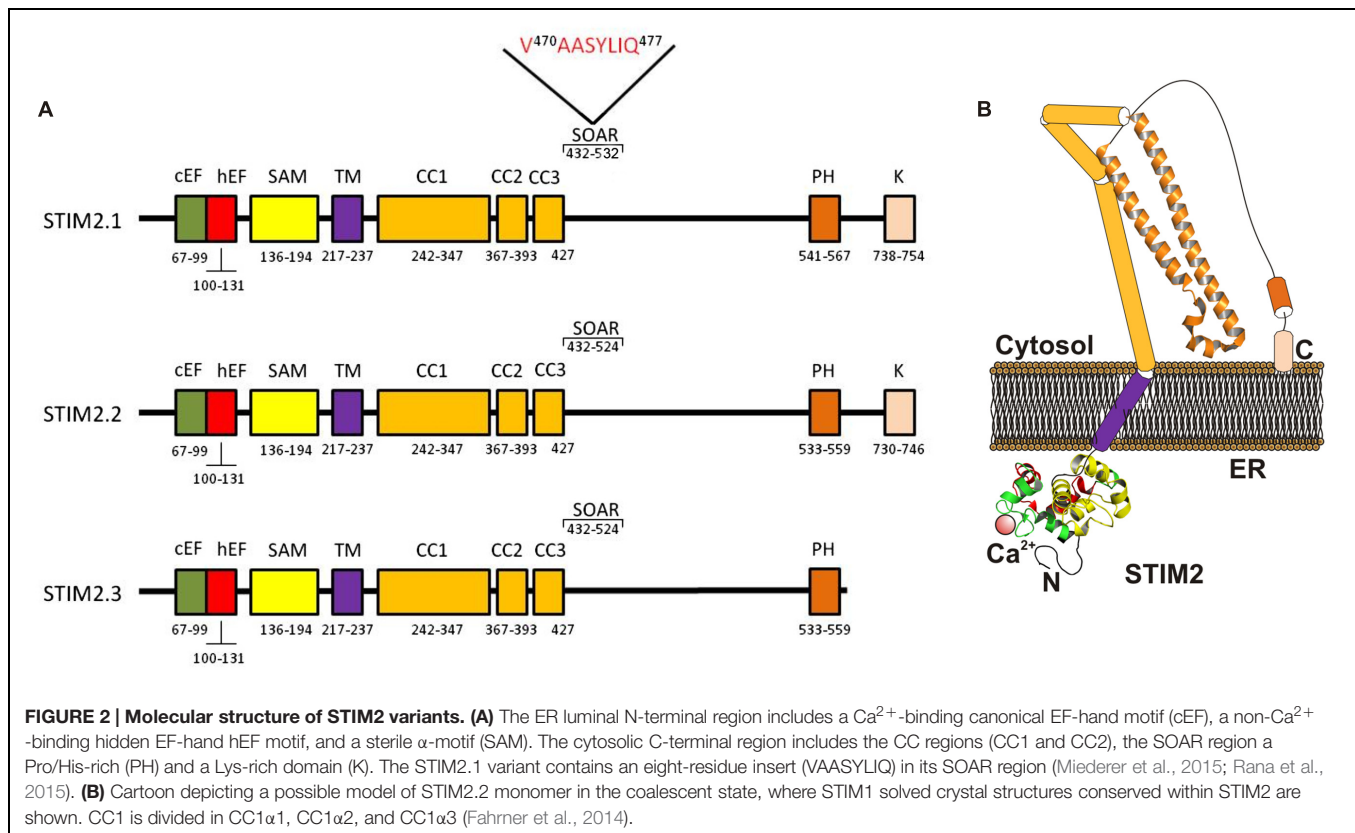 V⁴⁷⁰AASYLIQ⁴⁷⁷
A
SOAR
432-532
cEF hEF SAM TM CC1 CC2 CC3 PH K
STIM2.1
67-99 136-194 217-237 242-347 367-393 427 541-567 738-754
100-131
SOAR
432-524
cEF hEF SAM TM CC1 CC2 CC3 PH K
STIM2.2
67-99 136-194 217-237 242-347 367-393 427 533-559 730-746
100-131
SOAR
432-524
cEF hEF SAM TM CC1 CC2 CC3 PH
STIM2.3
67-99 136-194 217-237 242-347 367-393 427 533-559
100-131
B
Cytosol
C
ER
Ca²⁺
N
STIM2
FIGURE 2 | Molecular structure of STIM2 variants. (A) The ER luminal N-terminal region includes a Ca²⁺-binding canonical EF-hand motif (cEF), a non-Ca²⁺
-binding hidden EF-hand hEF motif, and a sterile α-motif (SAM). The cytosolic C-terminal region includes the CC regions (CC1 and CC2), the SOAR region a
Pro/His-rich (PH) and a Lys-rich domain (K). The STIM2.1 variant contains an eight-residue insert (VAASYLIQ) in its SOAR region (Miederer et al., 2015; Rana et al.,
2015). (B) Cartoon depicting a possible model of STIM2.2 monomer in the coalescent state, where STIM1 solved crystal structures conserved within STIM2 are
shown. CC1 is divided in CC1α1, CC1α2, and CC1α3 (Fahrner et al., 2014).